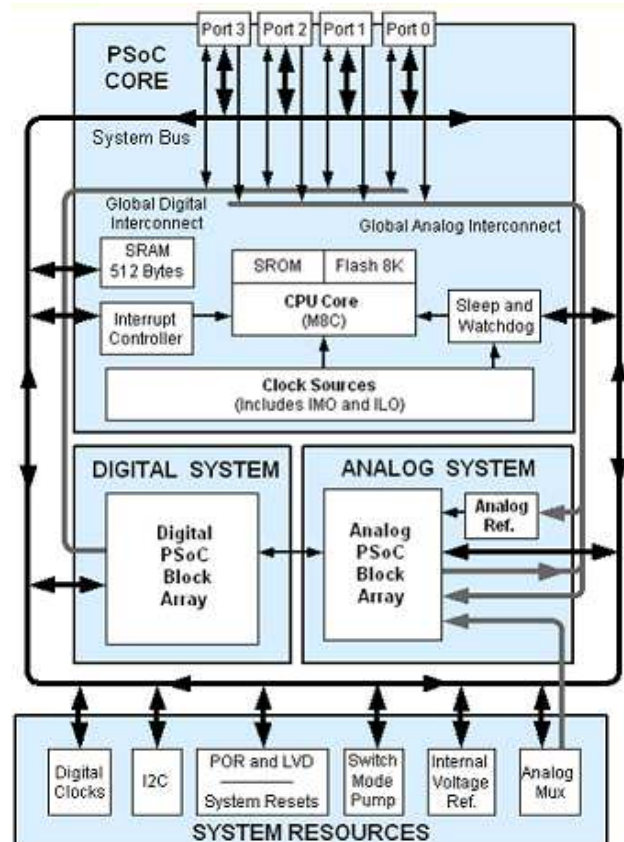 Port 3
Port 2
Port 1
Port 0
PSoC
CORE
System Bus
Global Digital
Interconnect
Global Analog Interconnect
SRAM
512 Bytes
SROM
Flash 8K
CPU Core
(M8C)
Interrupt
Controller
Sleep and
Watchdog
Clock Sources
(Includes IMO and ILO)
DIGITAL SYSTEM
ANALOG SYSTEM
Digital
PSoC
Block
Array
Analog
PSoC
Block
Array
Analog
Ref.
Digital
Clocks
I2C
POR and LVD
System Resets
Switch
Mode
Pump
Internal
Voltage
Ref.
Analog
Mux
SYSTEM RESOURCES